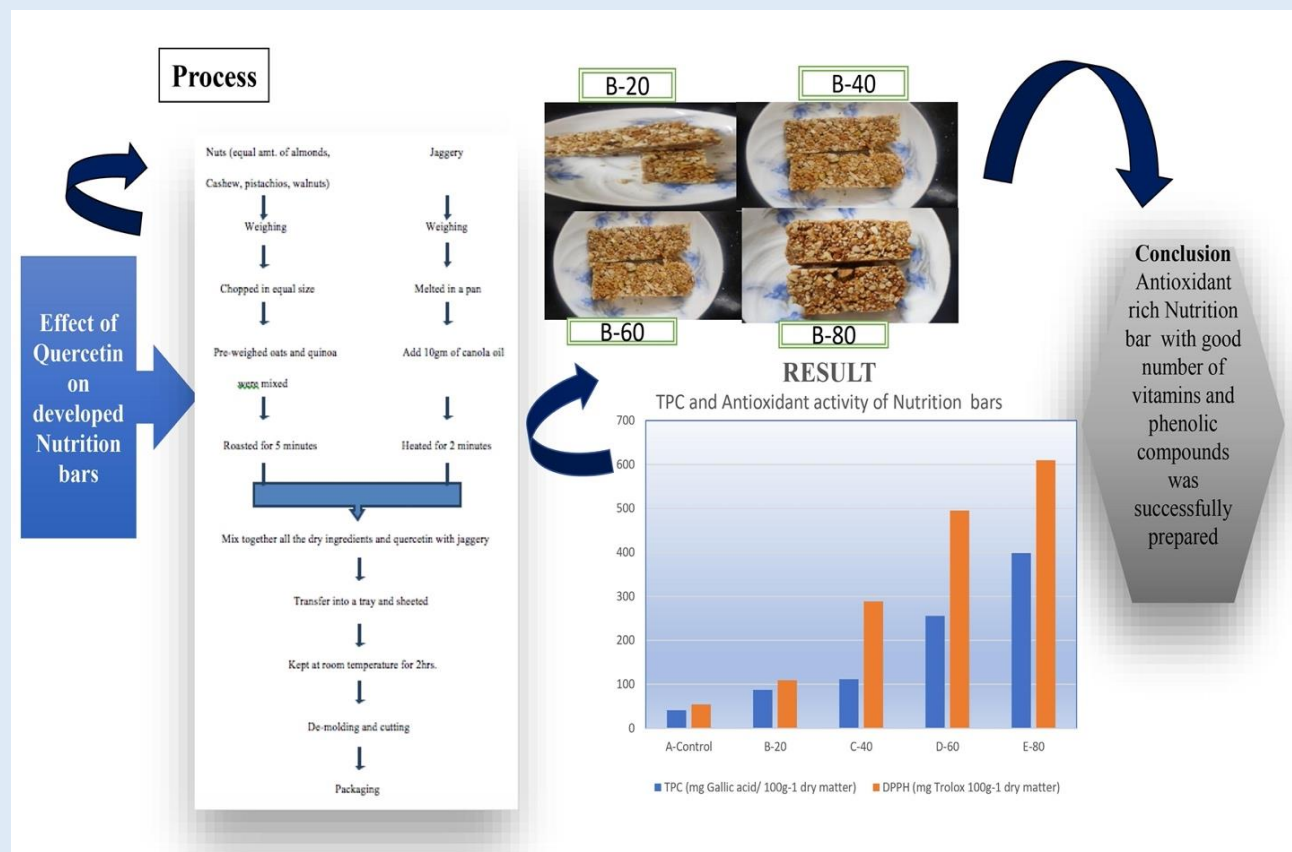 Process
Effect of
Quercetin
on
developed
Nutrition
bars
Nuts (equal amt. of almonds,
Cashew, pistachios, walnuts)
Weighing
Chopped in equal size
Pre-weighed oats and quinoa
were mixed
Roasted for 5 minutes
Jaggery
Weighing
Melted in a pan
Add 10gm of canola oil
Heated for 2 minutes
Mix together all the dry ingredients and quercetin with jaggery
Transfer into a tray and sheeted
Kept at room temperature for 2hrs.
De-molding and cutting
Packaging
B-20
B-40
B-60
B-80
RESULT
TPC and Antioxidant activity of Nutrition bars
700
600
500
400
300
200
100
0
A-Control
B-20
C-40
D-60
E-80
TPC (mg Gallic acid/ 100g-1 dry matter)
DPPH (mg Trolox 100g-1 dry matter)
Conclusion
Antioxidant
rich Nutrition
bar with good
number of
vitamins and
phenolic
compounds
was
successfully
prepared